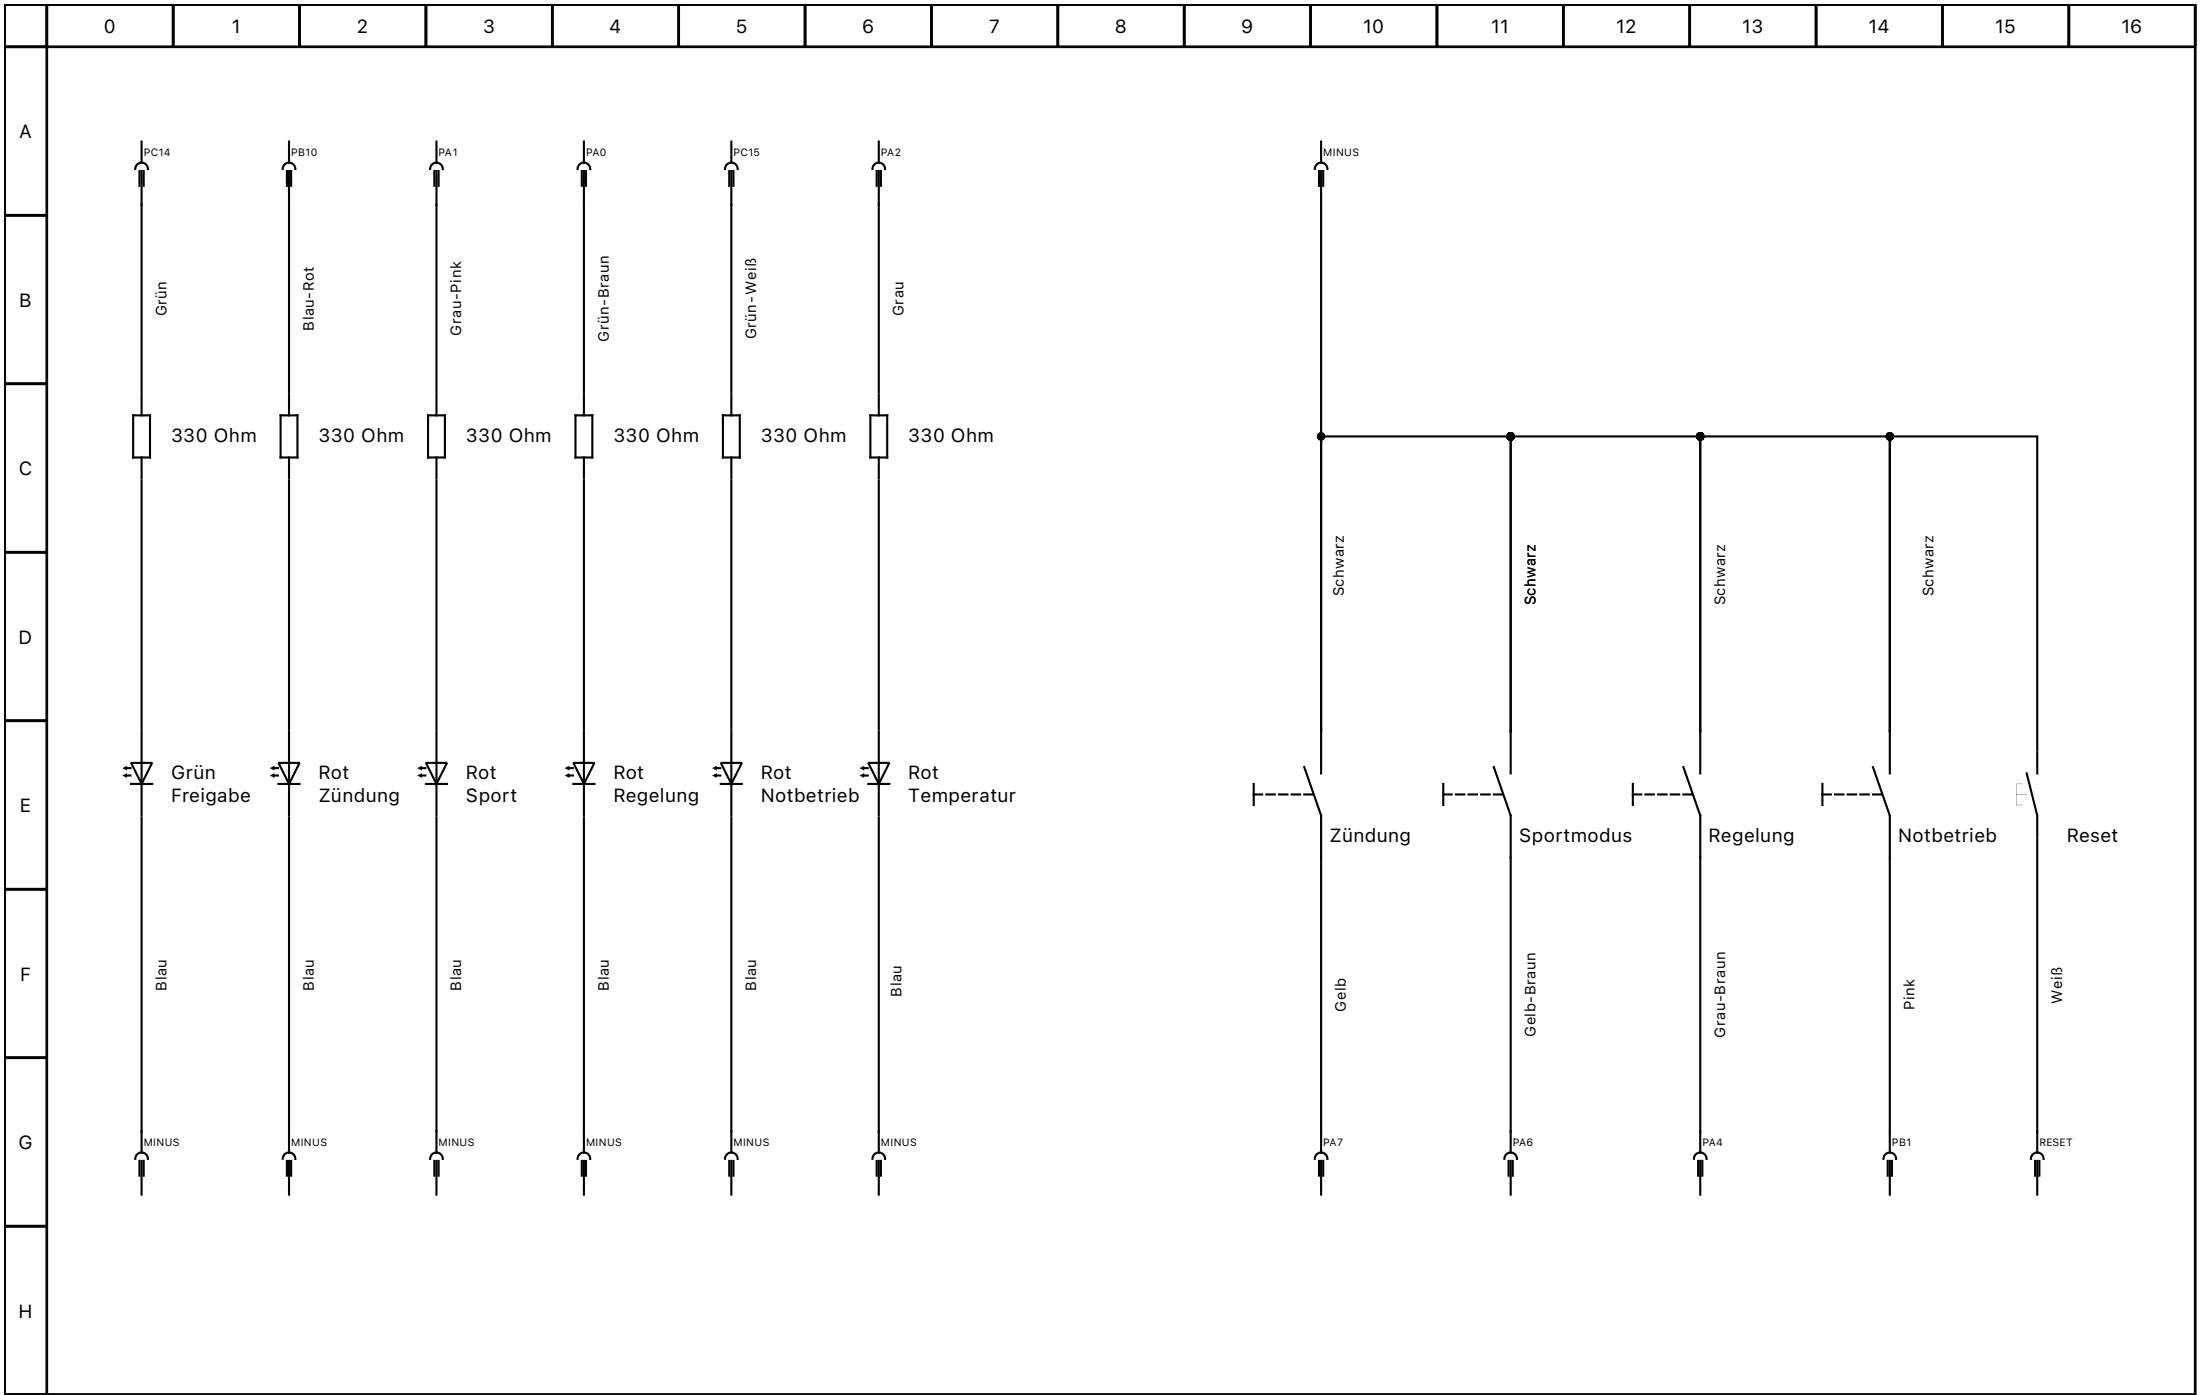 0 1 2 3 4 5 6 7 8 9 10 11 12 13 14 15 16
A
PC14 PB10 PA1 PA0 PC15 PA2 MINUS
B
Grün Blau-Rot Grau-Pink Grün-Braun Grün-Weiß Grau
C
330 Ohm 330 Ohm 330 Ohm 330 Ohm 330 Ohm 330 Ohm
Schwarz Schwarz Schwarz Schwarz
D
E
Grün
Freigabe
Rot
Zündung
Rot
Sport
Rot
Regelung
Rot
Notbetrieb
Rot
Temperatur
Zündung Sportmodus Regelung Notbetrieb Reset
F
Blau Blau Blau Blau Blau Blau Gelb Gelb-Braun Grau-Braun Pink Weiß
G
MINUS MINUS MINUS MINUS MINUS MINUS PA7 PA6 PA4 PB1 RESET
H